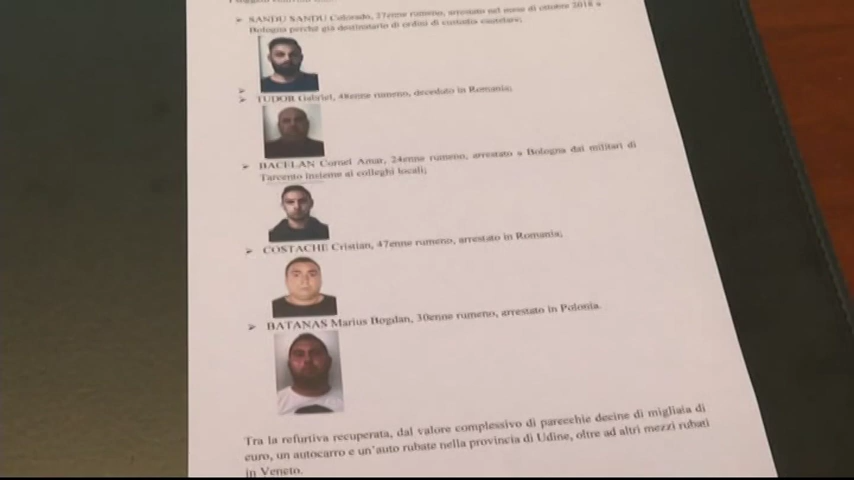 SANDU SANDU Colorado, 27enne rumeno, arrestato nel mese di ottobre 2018 a
Bologna perché già destinatario di ordini di custodia cautelare;
TUDOR Gabriel, 48enne rumeno, deceduto in Romania;
BACELAN Cornel Amar, 24enne rumeno, arrestato a Bologna dai militari di
Tarcento insieme ai colleghi locali;
COSTACHE Cristian, 47enne rumeno, arrestato in Romania;
BATANAS Marius Bogdan, 30enne rumeno, arrestato in Polonia.
Tra la refurtiva recuperata, dal valore complessivo di parecchie decine di migliaia di
euro, un autocarro e un'auto rubate nella provincia di Udine, oltre ad altri mezzi rubati
in Veneto.